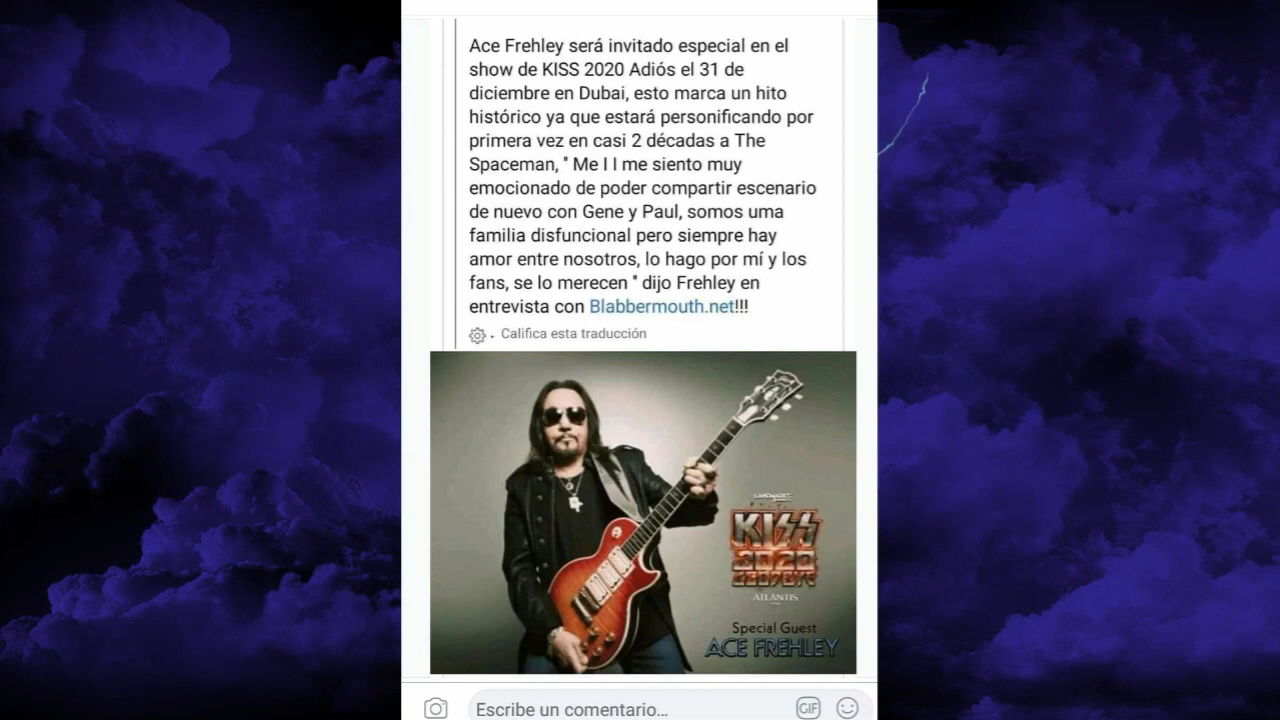 Ace Frehley será invitado especial en el
show de KISS 2020 Adiós el 31 de
diciembre en Dubai, esto marca un hito
histórico ya que estará personificando por
primera vez en casi 2 décadas a The
Spaceman, " Me I I me siento muy
emocionado de poder compartir escenario
de nuevo con Gene y Paul, somos uma
familia disfuncional pero siempre hay
amor entre nosotros, lo hago por mí y los
fans, se lo merecen " dijo Frehley en
entrevista con Blabbermouth.net!!!
· Califica esta traducción
LANDMARKS
KISS
2020
GOODBYE
ATLANTIS
Special Guest
ACE FREHLEY
Escribe un comentario...
GIF